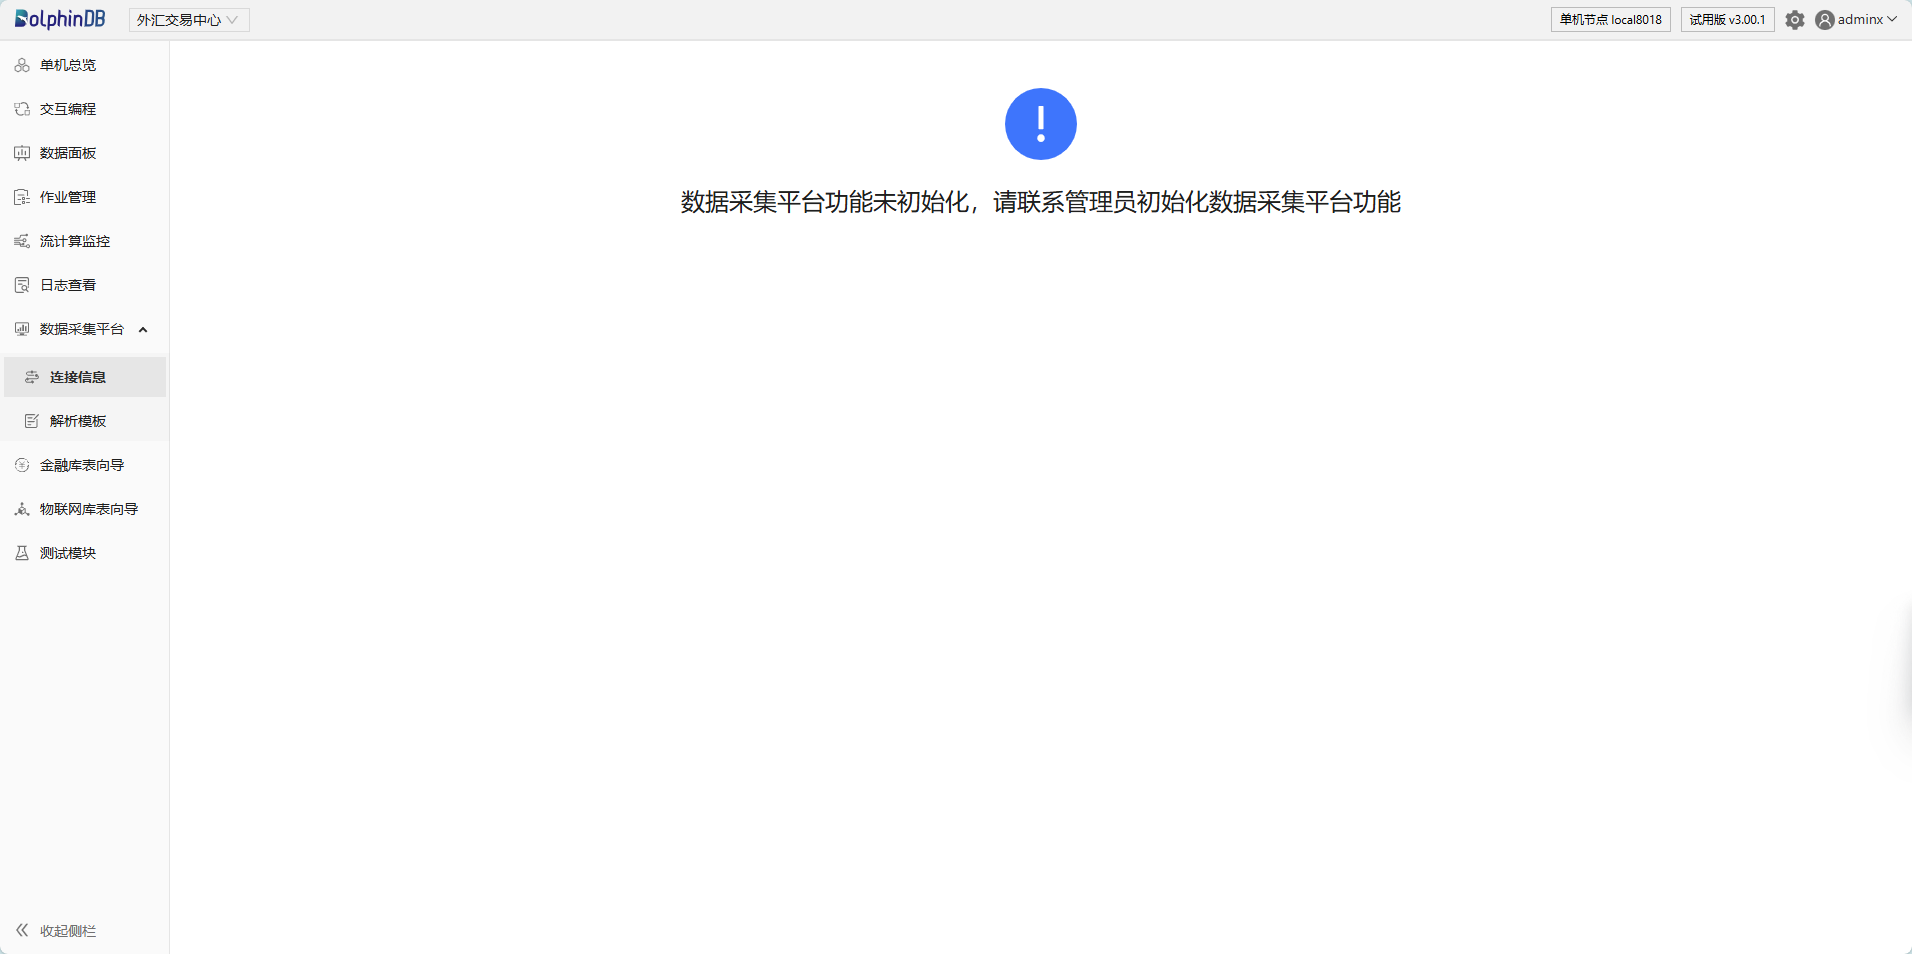 DolphinDB
外汇交易中心
单机节点 local8018
试用版 v3.00.1
adminx
单机总览
交互编程
数据面板
作业管理
流计算监控
日志查看
数据采集平台
连接信息
解析模板
金融库表向导
物联网库表向导
测试模块
收起侧栏
数据采集平台功能未初始化，请联系管理员初始化数据采集平台功能